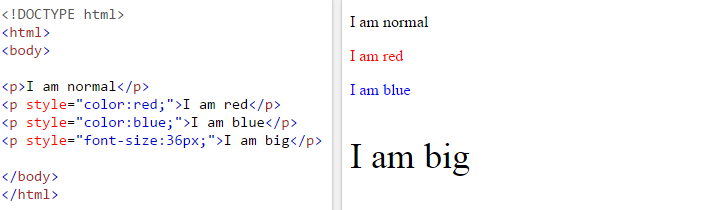 <!DOCTYPE html>
<html>
<body>
<p>I am normal</p>
<p style="color:red;">I am red</p>
<p style="color:blue;">I am blue</p>
<p style="font-size:36px;">I am big</p>
</body>
</html>
I am normal
I am red
I am blue
I am big